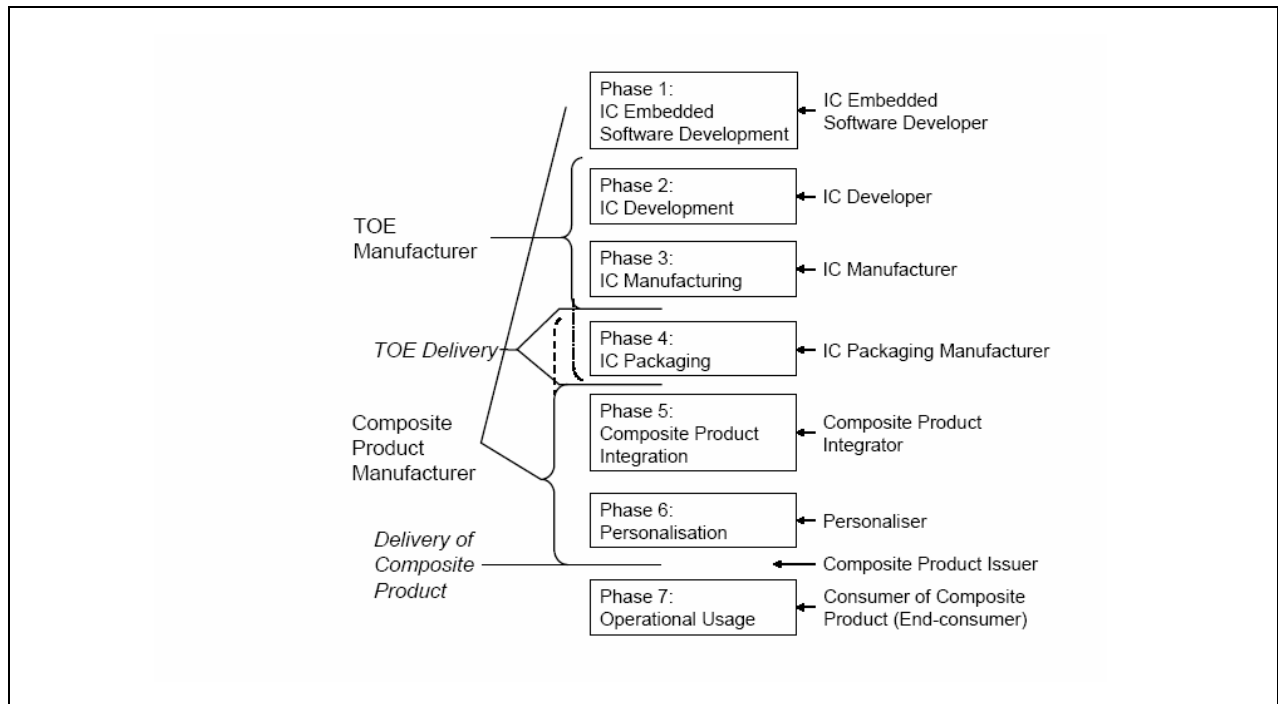 Phase 1:
IC Embedded
Software Development
IC Embedded
Software Developer
Phase 2:
IC Development
IC Developer
TOE
Manufacturer
Phase 3:
IC Manufacturing
IC Manufacturer
TOE Delivery
Phase 4:
IC Packaging
IC Packaging Manufacturer
Composite
Product
Manufacturer
Phase 5:
Composite Product
Integration
Composite Product
Integrator
Phase 6:
Personalisation
Personaliser
Delivery of
Composite
Product
Composite Product Issuer
Phase 7:
Operational Usage
Consumer of Composite
Product (End-consumer)